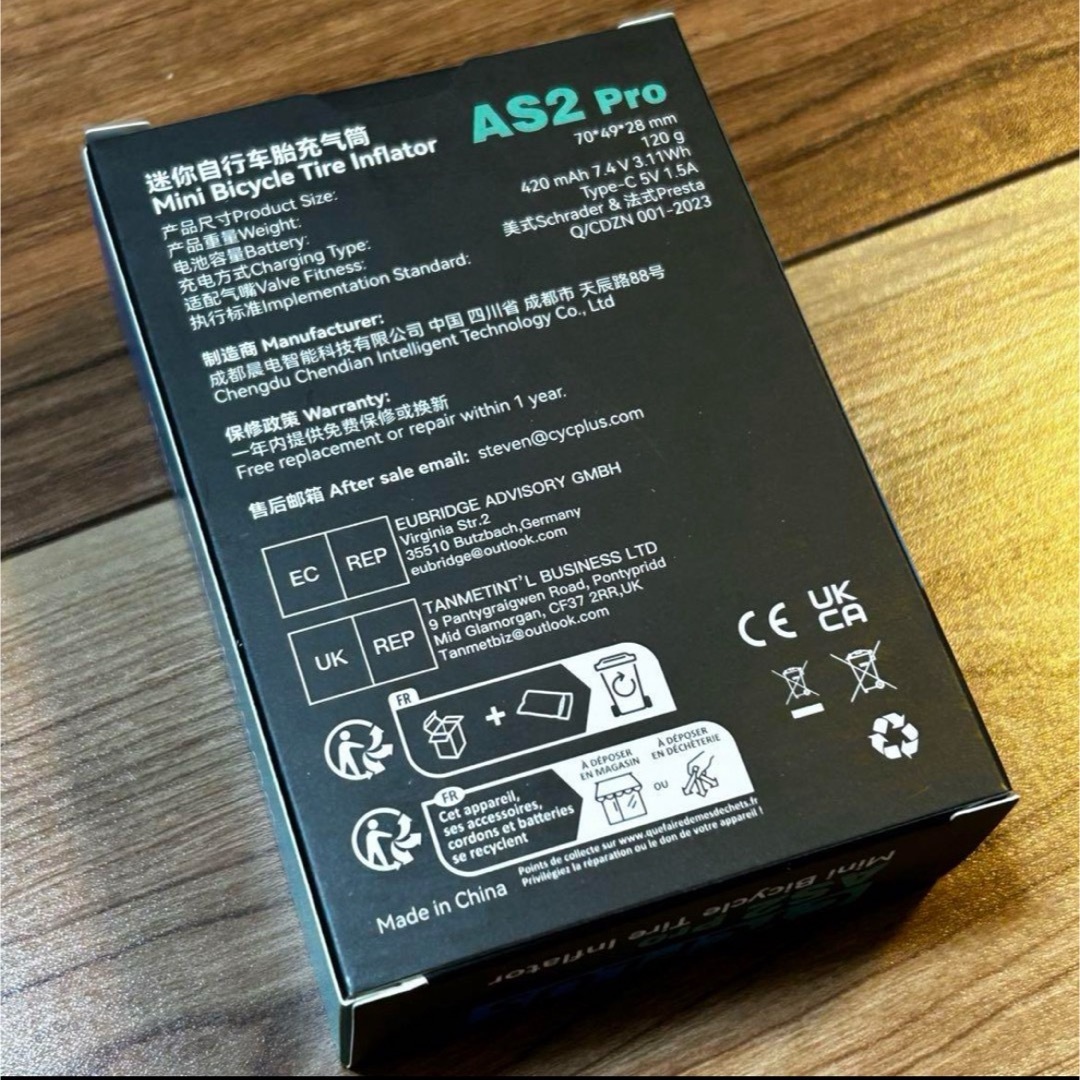 AS2 Pro
迷你自行车胎充气筒
Mini Bicycle Tire Inflator
产品尺寸Product Size: 70*49*28 mm
产品重量Weight: 120 g
电池容量Battery: 420 mAh 7.4 V 3.11Wh
充电方式Charging Type: Type-C 5V 1.5A
适配气嘴Valve Fitness: 美式Schrader & 法式Presta
执行标准Implementation Standard: Q/CDZN 001-2023
制造商 Manufacturer:
成都晨电智能科技有限公司 中国 四川省 成都市 天辰路88号
Chengdu Chendian Intelligent Technology Co., Ltd
保修政策 Warranty:
一年内提供免费保修或换新
Free replacement or repair within 1 year.
售后邮箱 After sale email: steven@cycplus.com
EC REP
EUBRIDGE ADVISORY GMBH
Virginia Str.2
35510 Butzbach,Germany
eubridge@outlook.com
UK REP
TANMETINT'L BUSINESS LTD
9 Pantygraigwen Road, Pontypridd
Mid Glamorgan, CF37 2RR,UK
Tanmetbiz@outlook.com
CE
UK
CA
FR
+
FR
Cet appareil,
ses accessoires,
cordons et batteries
se recyclent
À DÉPOSER
EN MAGASIN
OU
À DÉPOSER
EN DÉCHÈTERIE
Points de collecte sur www.quefairedemesdechets.fr
Privilégiez la réparation ou le don de votre appareil !
Made in China
AS2 Pro
Mini Bicycle Tire Inflator